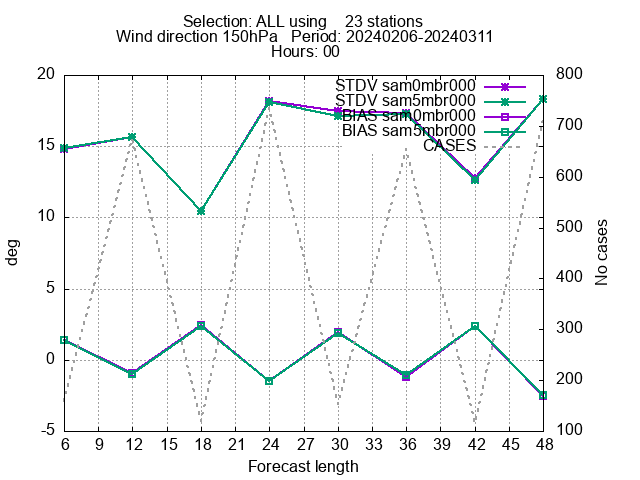 Selection: ALL using 23 stations
Wind direction 150hPa Period: 20240206-20240311
Hours: 00
STDV sam0mbr000
STDV sam5mbr000
BIAS sam0mbr000
BIAS sam5mbr000
CASES
20
15
10
5
0
-5
800
700
600
500
400
300
200
100
deg
No cases
6 9 12 15 18 21 24 27 30 33 36 39 42 45 48
Forecast length